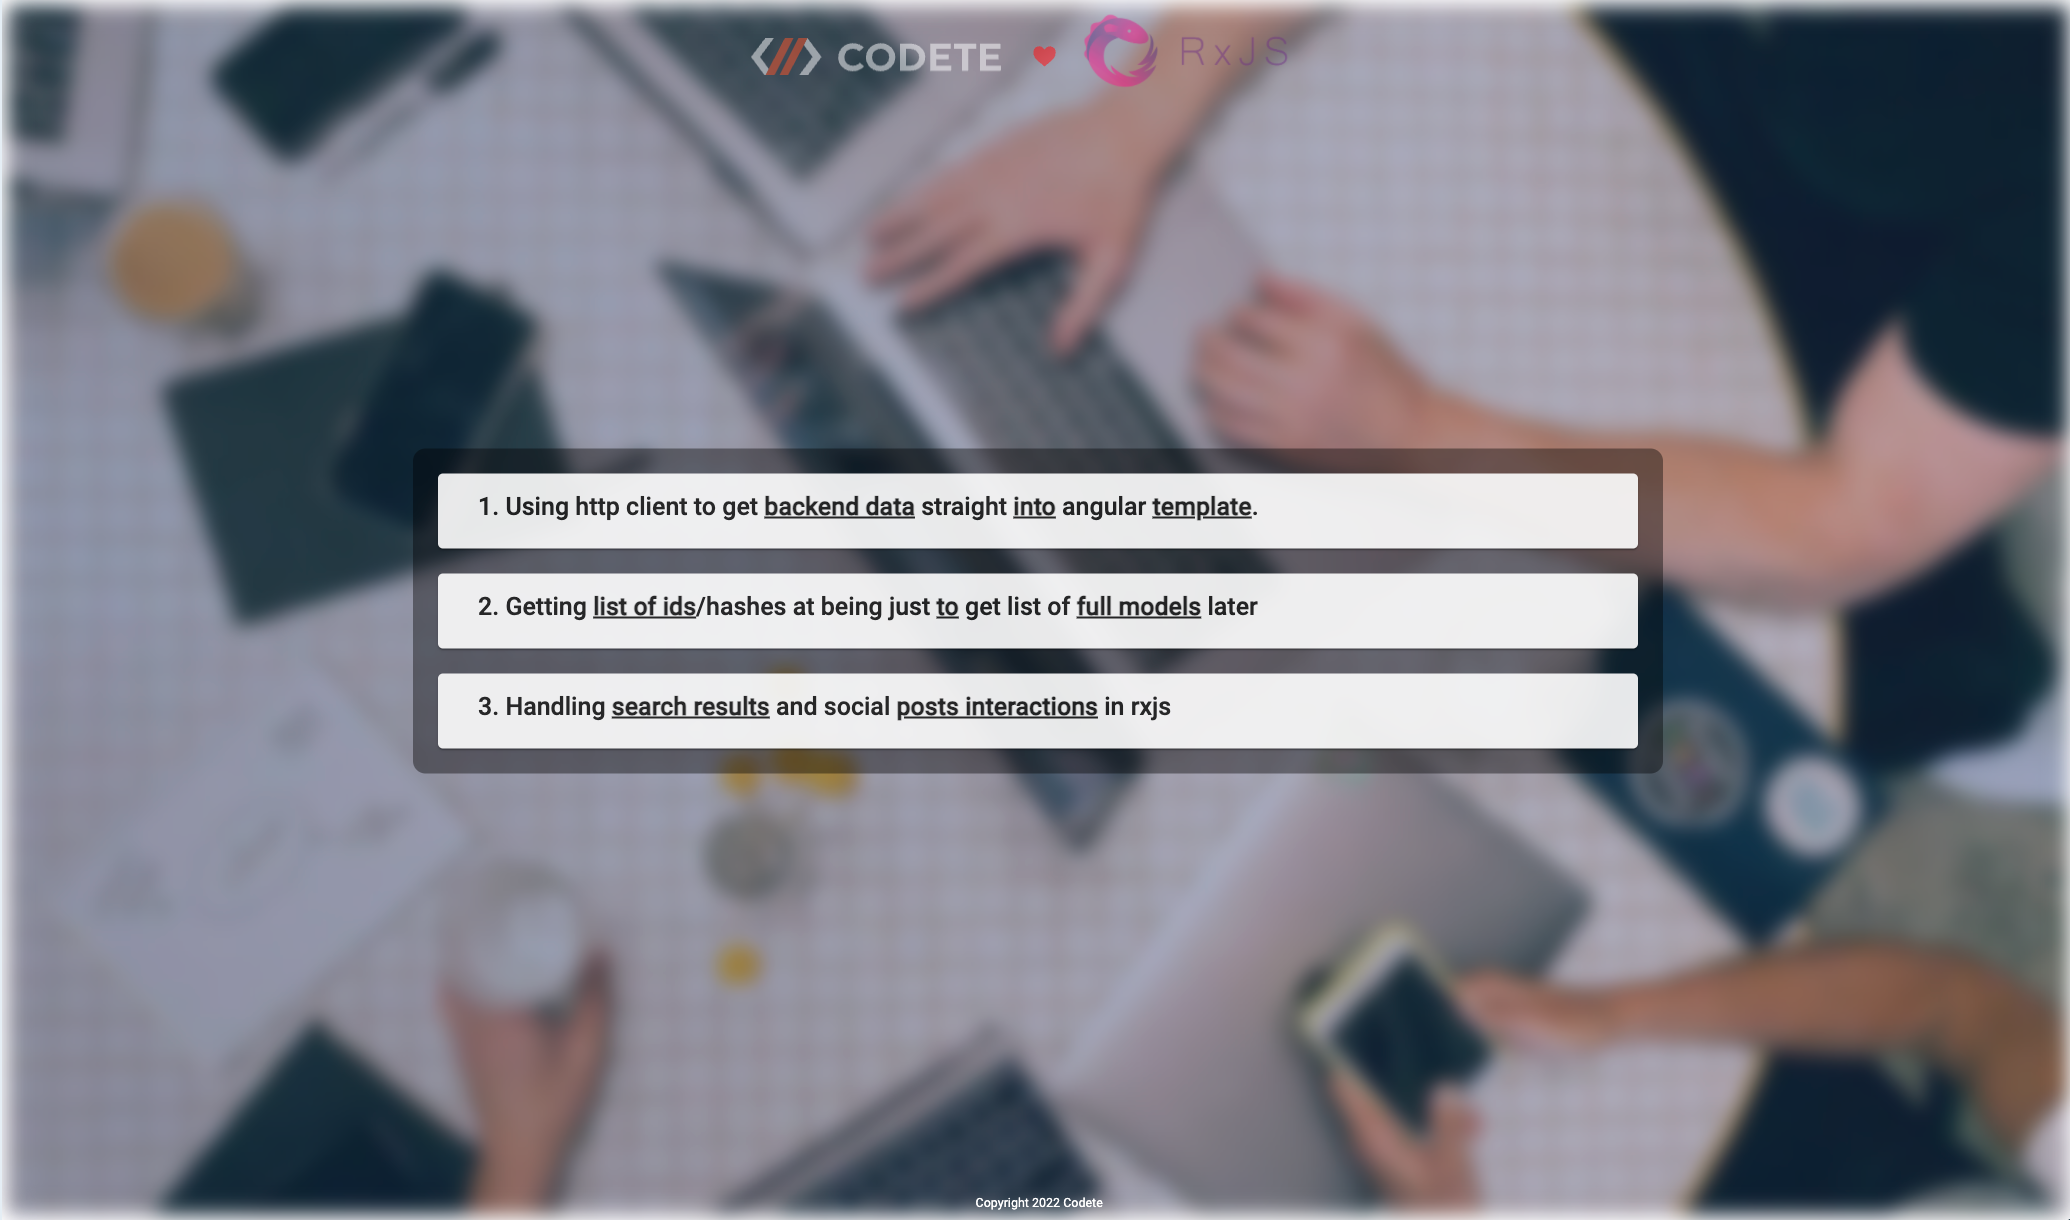 CODETE ❤ RxJS
1. Using http client to get backend data straight into angular template.
2. Getting list of ids/hashes at being just to get list of full models later
3. Handling search results and social posts interactions in rxjs
Copyright 2022 Codete